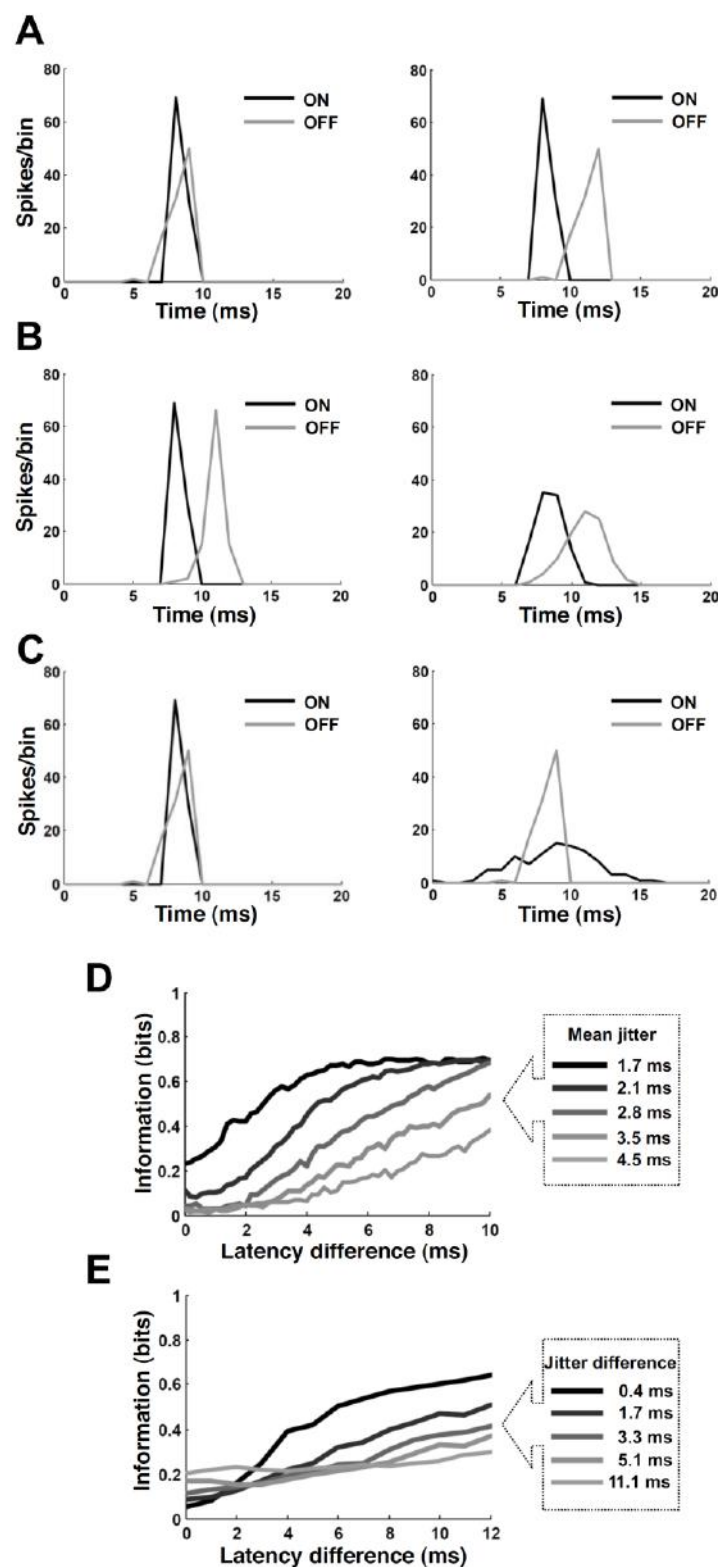 A
80
60
40
20
0
Spikes/bin
ON
OFF
0 5 10 15 20
Time (ms)
80
60
40
20
0
ON
OFF
0 5 10 15 20
Time (ms)
B
80
60
40
20
0
Spikes/bin
ON
OFF
0 5 10 15 20
Time (ms)
80
60
40
20
0
ON
OFF
0 5 10 15 20
Time (ms)
C
80
60
40
20
0
Spikes/bin
ON
OFF
0 5 10 15 20
Time (ms)
80
60
40
20
0
ON
OFF
0 5 10 15 20
Time (ms)
D
1
0.8
0.6
0.4
0.2
0
Information (bits)
0 2 4 6 8 10
Latency difference (ms)
Mean jitter
1.7 ms
2.1 ms
2.8 ms
3.5 ms
4.5 ms
E
1
0.8
0.6
0.4
0.2
0
Information (bits)
0 2 4 6 8 10 12
Latency difference (ms)
Jitter difference
0.4 ms
1.7 ms
3.3 ms
5.1 ms
11.1 ms